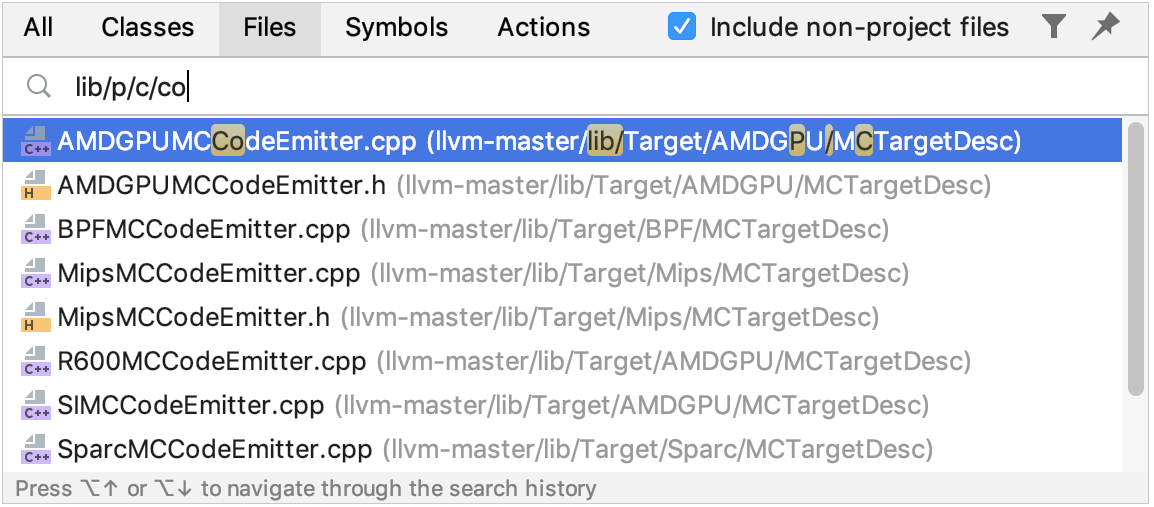 All Classes Files Symbols Actions Include non-project files
lib/p/c/co
C++ AMDGPUMCCodeEmitter.cpp (llvm-master/lib/Target/AMDGPU/MCTargetDesc)
H AMDGPUMCCodeEmitter.h (llvm-master/lib/Target/AMDGPU/MCTargetDesc)
C++ BPFMCCodeEmitter.cpp (llvm-master/lib/Target/BPF/MCTargetDesc)
C++ MipsMCCodeEmitter.cpp (llvm-master/lib/Target/Mips/MCTargetDesc)
H MipsMCCodeEmitter.h (llvm-master/lib/Target/Mips/MCTargetDesc)
C++ R600MCCodeEmitter.cpp (llvm-master/lib/Target/AMDGPU/MCTargetDesc)
C++ SIMCCodeEmitter.cpp (llvm-master/lib/Target/AMDGPU/MCTargetDesc)
C++ SparcMCCodeEmitter.cpp (llvm-master/lib/Target/Sparc/MCTargetDesc)
Press ⌥↑ or ⌥↓ to navigate through the search history